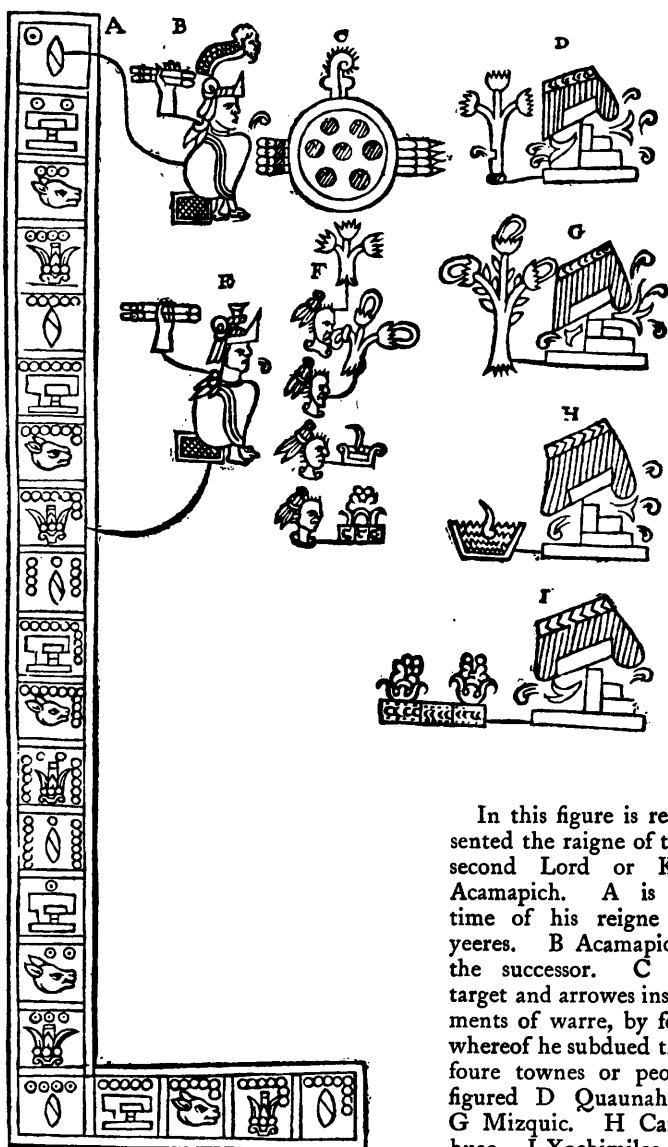 A B C D
E F G
H
I
In this figure is re
sented the raigne of t
second Lord or K
Acamapich. A is
time of his reigne
yeeres. B Acamapic
the successor. C
target and arrowes ins
ments of warre, by fo
whereof he subdued t
foure townes or peo
figured D Quaunah
G Mizquic. H Ca